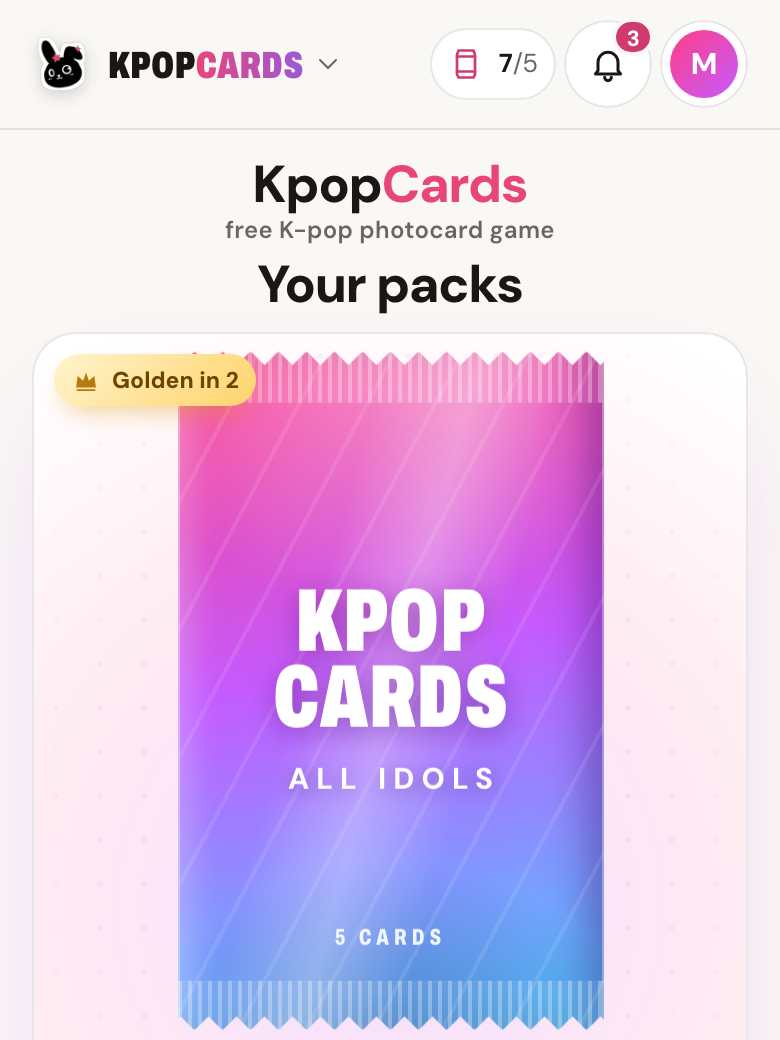 KPOPCARDS
7/5
3
M
KpopCards
free K-pop photocard game
Your packs
Golden in 2
KPOP
CARDS
ALL IDOLS
5 CARDS